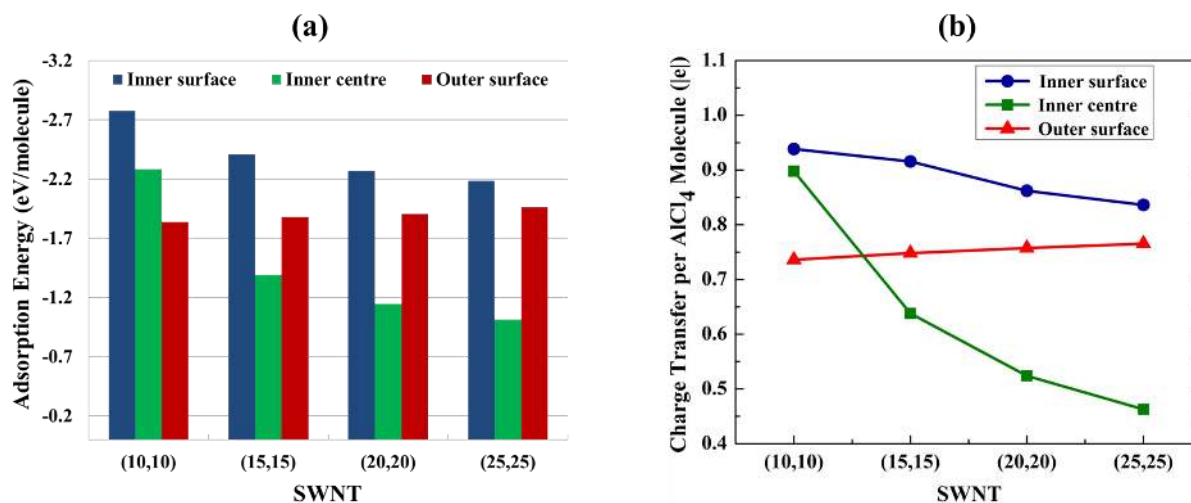 (a)
Adsorption Energy (eV/molecule)
-3.2
-2.7
-2.2
-1.7
-1.2
-0.7
-0.2
Inner surface
Inner centre
Outer surface
(10,10)
(15,15)
(20,20)
(25,25)
SWNT
(b)
Charge Transfer per AlCl4 Molecule (|e|)
1.1
1.0
0.9
0.8
0.7
0.6
0.5
0.4
Inner surface
Inner centre
Outer surface
(10,10)
(15,15)
(20,20)
(25,25)
SWNT